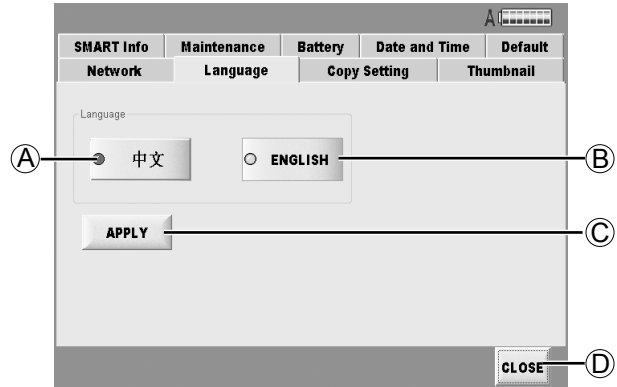 A
SMART Info Maintenance Battery Date and Time Default
Network Language Copy Setting Thumbnail
Language
A 中文 ENGLISH B
APPLY C
CLOSE D